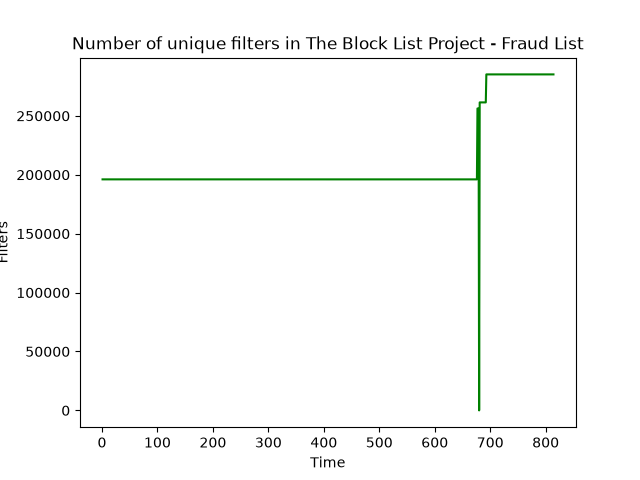 Number of unique filters in The Block List Project - Fraud List
Filters
250000
200000
150000
100000
50000
0
0 100 200 300 400 500 600 700 800
Time